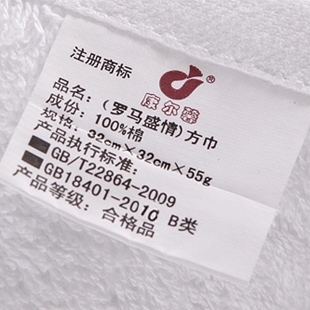 注册商标
康尔馨
品名：（罗马盛情）方巾
成份：100%棉
规格：32cm×32cm×55g
产品执行标准：
GB/T22864-2009
GB18401-2010 B类
产品等级：合格品